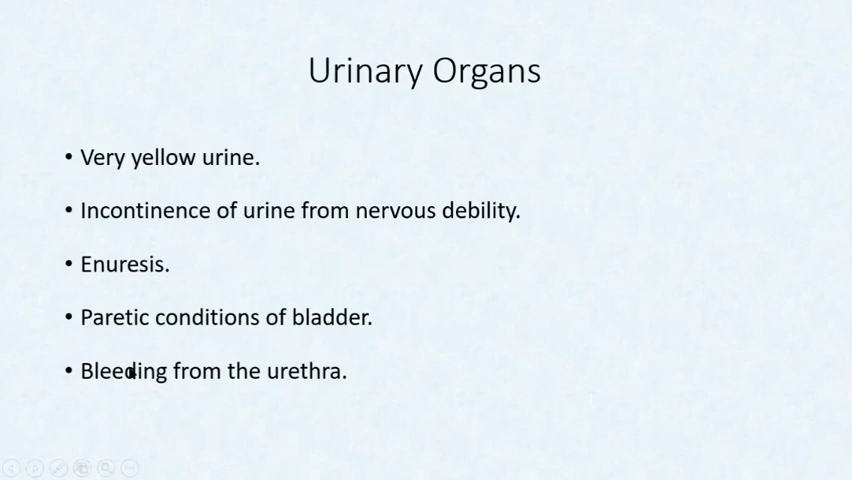 Urinary Organs
• Very yellow urine.
• Incontinence of urine from nervous debility.
• Enuresis.
• Paretic conditions of bladder.
• Bleeding from the urethra.